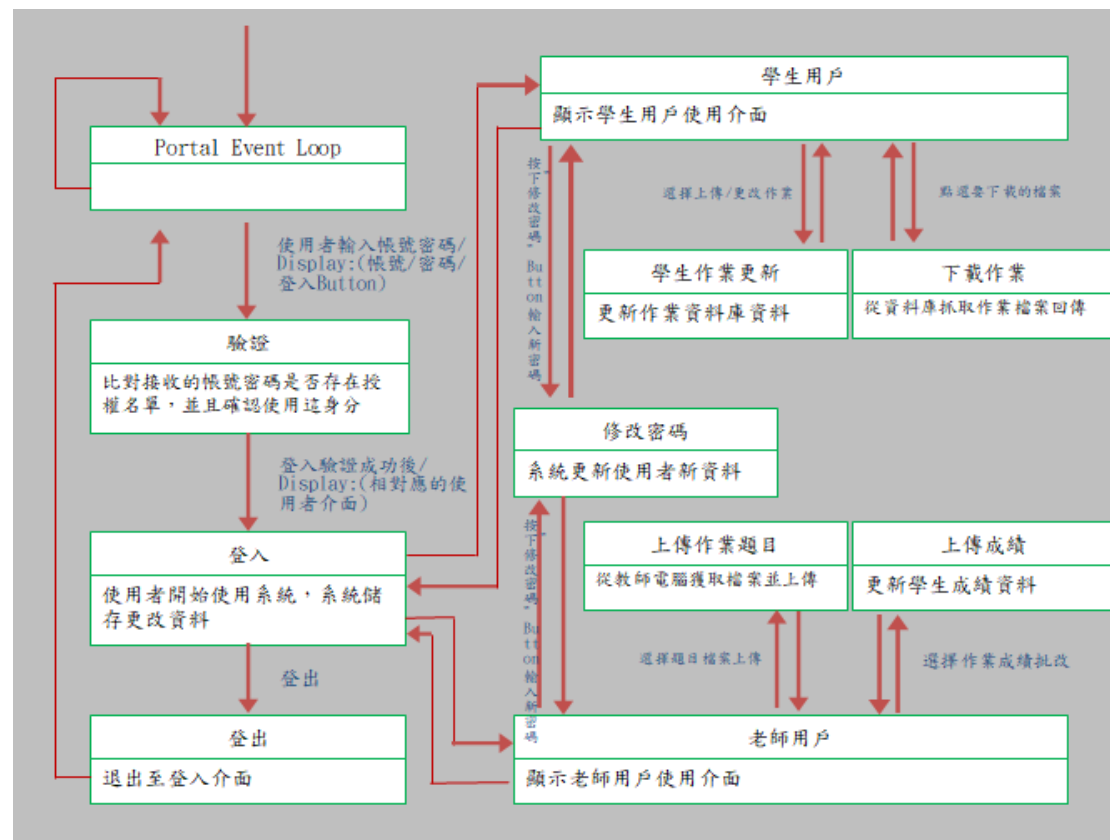 Portal Event Loop
使用者輸入帳號密碼/
Display:(帳號/密碼/
登入Button)
驗證
比對接收的帳號密碼是否存在授
權名單，並且確認使用這身分
登入驗證成功後/
Display:(相對應的使
用者介面)
登入
使用者開始使用系統，系統儲
存更改資料
登出
登出
退出至登入介面
學生用戶
顯示學生用戶使用介面
按下"修改密碼"Button輸入新密碼
選擇上傳/更改作業
點選要下載的檔案
學生作業更新
更新作業資料庫資料
下載作業
從資料庫抓取作業檔案回傳
修改密碼
系統更新使用者新資料
按下"修改密碼"Button輸入新密碼
上傳作業題目
從教師電腦獲取檔案並上傳
上傳成績
更新學生成績資料
選擇題目檔案上傳
選擇作業成績批改
老師用戶
顯示老師用戶使用介面